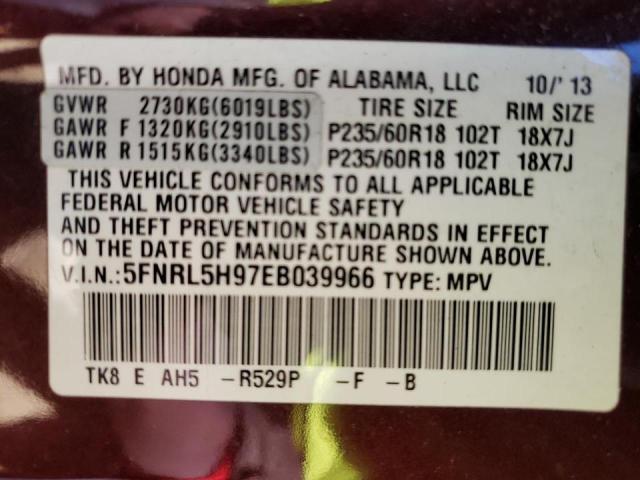 MFD. BY HONDA MFG. OF ALABAMA, LLC 10/'13
GVWR 2730KG(6019LBS) TIRE SIZE RIM SIZE
GAWR F 1320KG(2910LBS) P235/60R18 102T 18X7J
GAWR R 1515KG(3340LBS) P235/60R18 102T 18X7J
THIS VEHICLE CONFORMS TO ALL APPLICABLE
FEDERAL MOTOR VEHICLE SAFETY
AND THEFT PREVENTION STANDARDS IN EFFECT
ON THE DATE OF MANUFACTURE SHOWN ABOVE.
V.I.N.:5FNRL5H97EB039966 TYPE: MPV
TK8 E AH5 -R529P -F -B